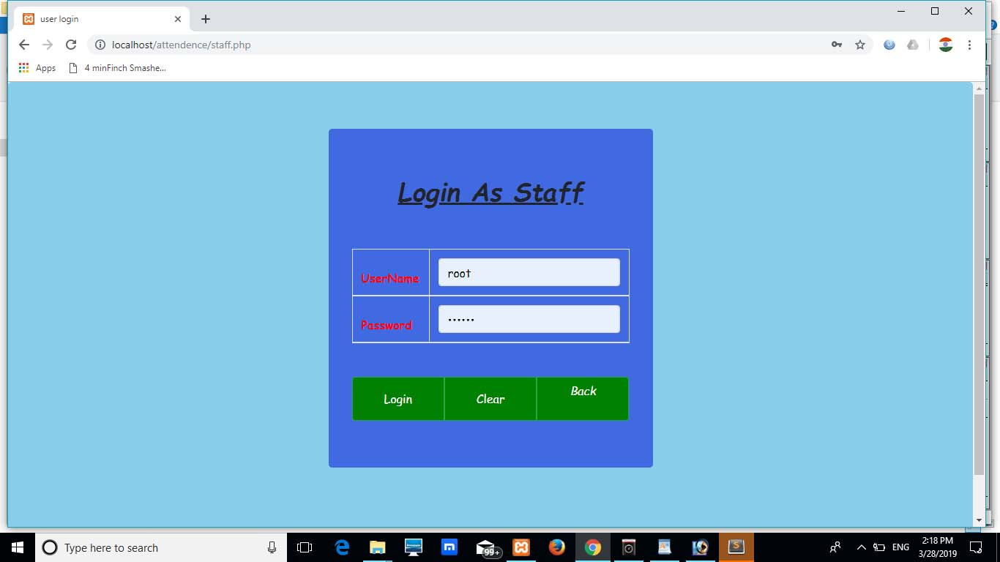 user login
localhost/attendence/staff.php
Apps 4 minFinch Smashe...
Login As Staff
UserName root
Password ······
Login Clear Back
Type here to search 99+ ENG 2:18 PM
3/28/2019